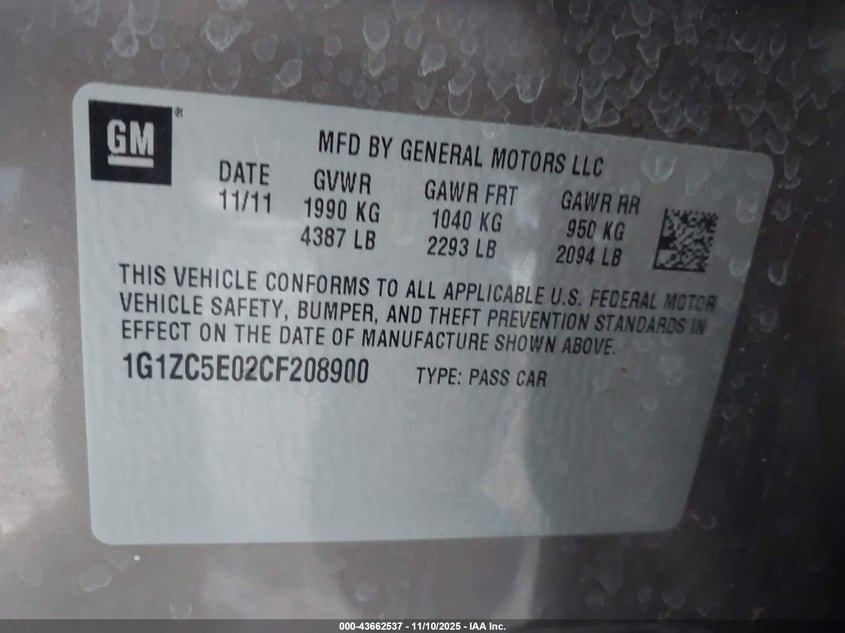 GM®
MFD BY GENERAL MOTORS LLC
DATE GVWR GAWR FRT GAWR RR
11/11 1990 KG 1040 KG 950 KG
4387 LB 2293 LB 2094 LB
THIS VEHICLE CONFORMS TO ALL APPLICABLE U.S. FEDERAL MOTOR
VEHICLE SAFETY, BUMPER, AND THEFT PREVENTION STANDARDS IN
EFFECT ON THE DATE OF MANUFACTURE SHOWN ABOVE.
1G1ZC5E02CF208900 TYPE: PASS CAR
000-43662537 - 11/10/2025 - IAA Inc.